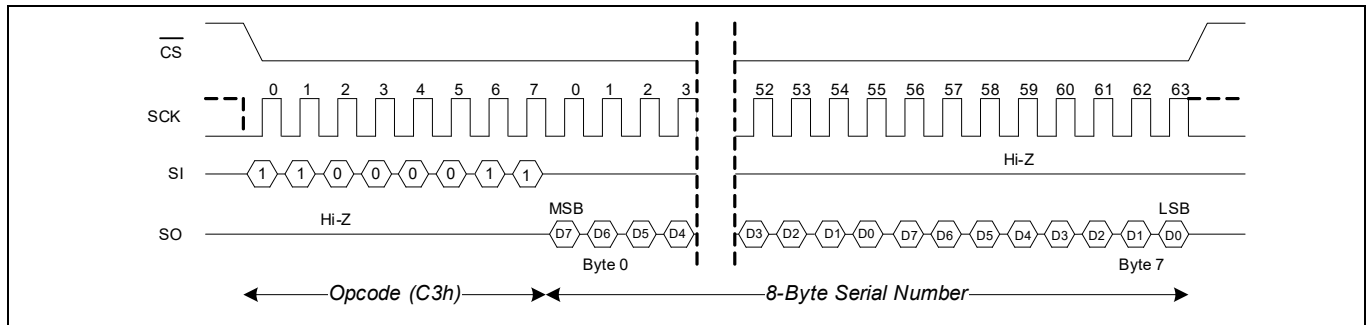 CS
0 1 2 3 4 5 6 7 0 1 2 3 52 53 54 55 56 57 58 59 60 61 62 63
SCK
Hi-Z
SI 1 1 0 0 0 0 1 1
Hi-Z MSB LSB
SO D7 D6 D5 D4 D3 D2 D1 D0 D7 D6 D5 D4 D3 D2 D1 D0
Byte 0 Byte 7
Opcode (C3h) 8-Byte Serial Number